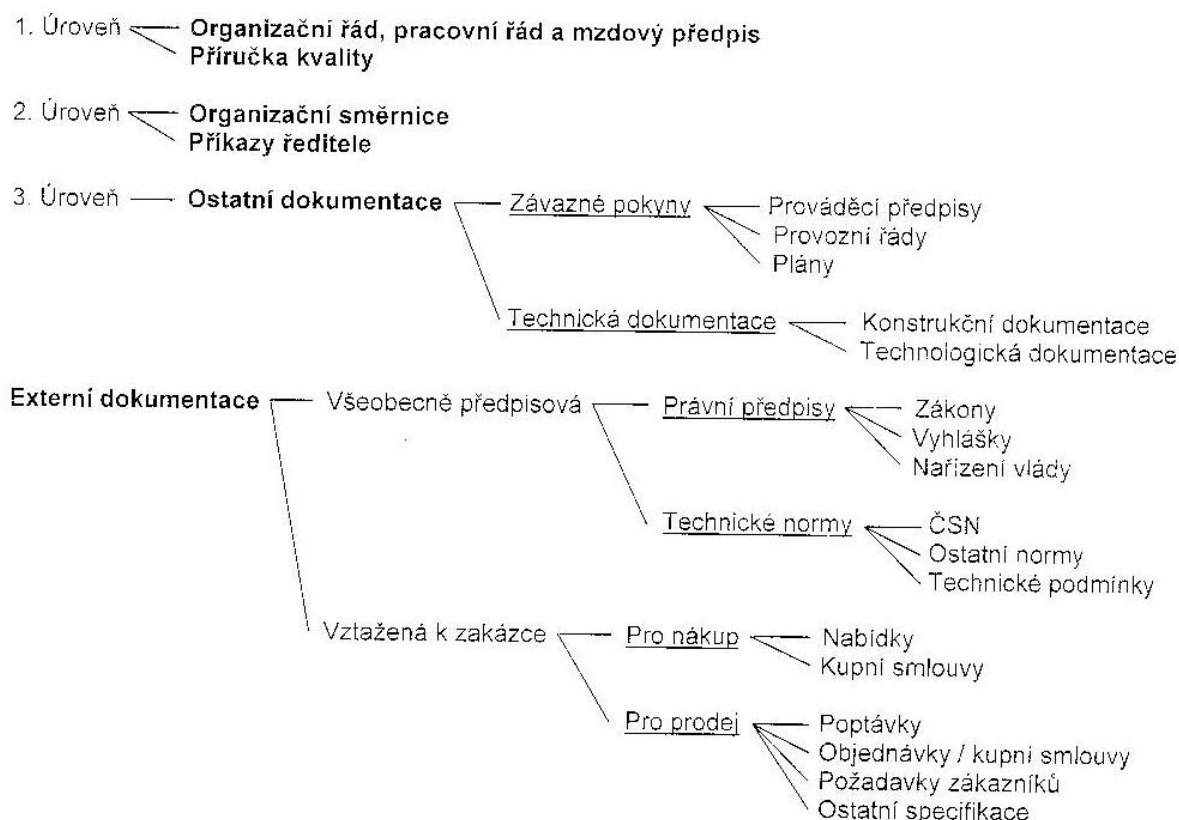 1. Úroveň Organizační řád, pracovní řád a mzdový předpis
Příručka kvality
2. Úroveň Organizační směrnice
Příkazy ředitele
3. Úroveň Ostatní dokumentace Závazné pokyny Prováděcí předpisy
Provozní řády
Plány
Technická dokumentace Konstrukční dokumentace
Technologická dokumentace
Externí dokumentace Všeobecně předpisová Právní předpisy Zákony
Vyhlášky
Nařízení vlády
Technické normy ČSN
Ostatní normy
Technické podmínky
Vztažená k zakázce Pro nákup Nabídky
Kupní smlouvy
Pro prodej Poptávky
Objednávky / kupní smlouvy
Požadavky zákazníků
Ostatní specifikace